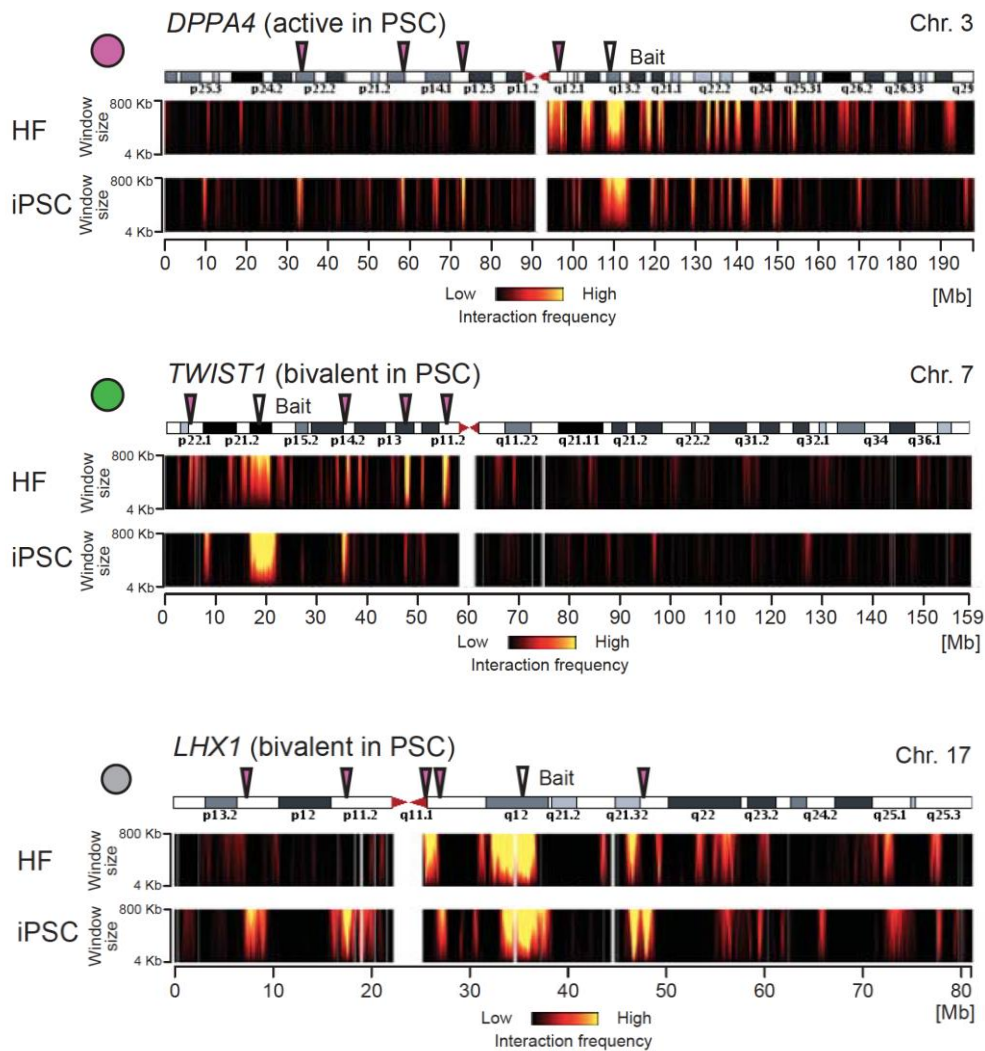 DPPA4 (active in PSC)
Chr. 3
Bait
p25.3 p24.2 p22.2 p21.2 p14.1 p12.3 p11.2 q12.1 q13.2 q21.1 q22.2 q24 q25.31 q26.2 q26.33 q29
HF
Window size
800 Kb
4 Kb
iPSC
Window size
800 Kb
4 Kb
0 10 20 30 40 50 60 70 80 90 100 110 120 130 140 150 160 170 180 190
Low High
[Mb]
Interaction frequency
TWIST1 (bivalent in PSC)
Chr. 7
Bait
p22.1 p21.2 p15.2 p14.2 p13 p11.2 q11.22 q21.11 q21.2 q22.2 q31.2 q32.1 q34 q36.1
HF
Window size
800 Kb
4 Kb
iPSC
Window size
800 Kb
4 Kb
0 10 20 30 40 50 60 70 80 90 100 110 120 130 140 150 159
Low High
[Mb]
Interaction frequency
LHX1 (bivalent in PSC)
Chr. 17
Bait
p13.2 p12 p11.2 q11.1 q12 q21.2 q21.32 q22 q23.2 q24.2 q25.1 q25.3
HF
Window size
800 Kb
4 Kb
iPSC
Window size
800 Kb
4 Kb
0 10 20 30 40 50 60 70 80
Low High
[Mb]
Interaction frequency